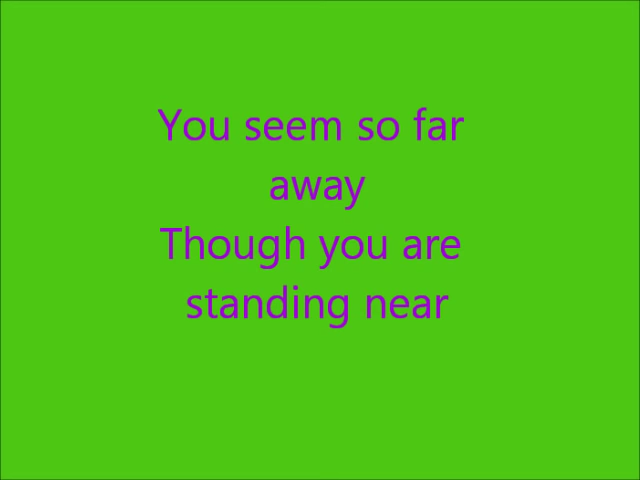 You seem so far
away
Though you are
standing near